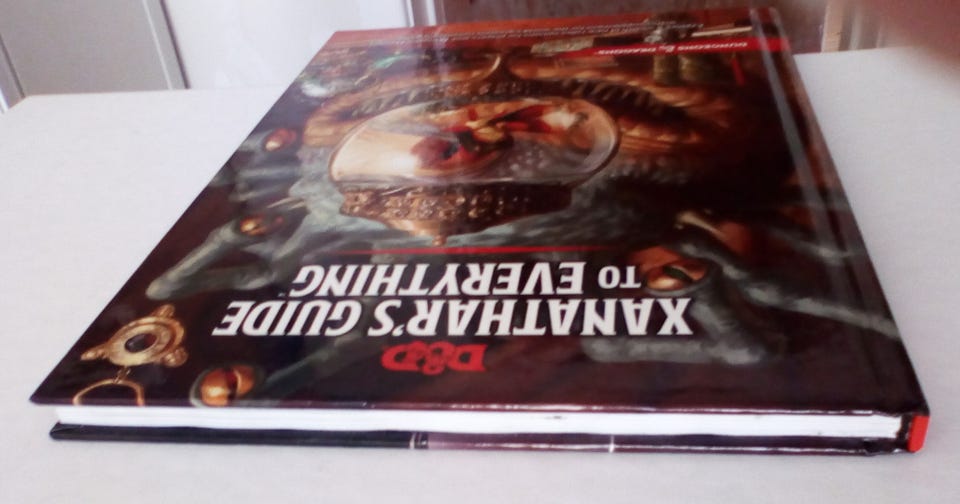 D&D
XANATHAR'S GUIDE
TO EVERYTHING
DUNGEONS & DRAGONS